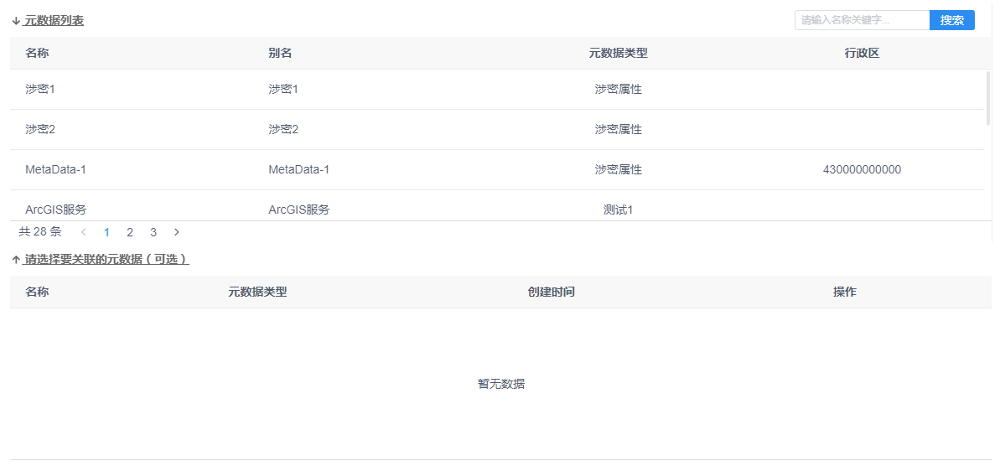 ↓ 元数据列表
请输入名称关键字... 搜索
名称 别名 元数据类型 行政区
涉密1 涉密1 涉密属性
涉密2 涉密2 涉密属性
MetaData-1 MetaData-1 涉密属性 430000000000
ArcGIS服务 ArcGIS服务 测试1
共 28 条 < 1 2 3 >
↑ 请选择要关联的元数据（可选）
名称 元数据类型 创建时间 操作
暂无数据